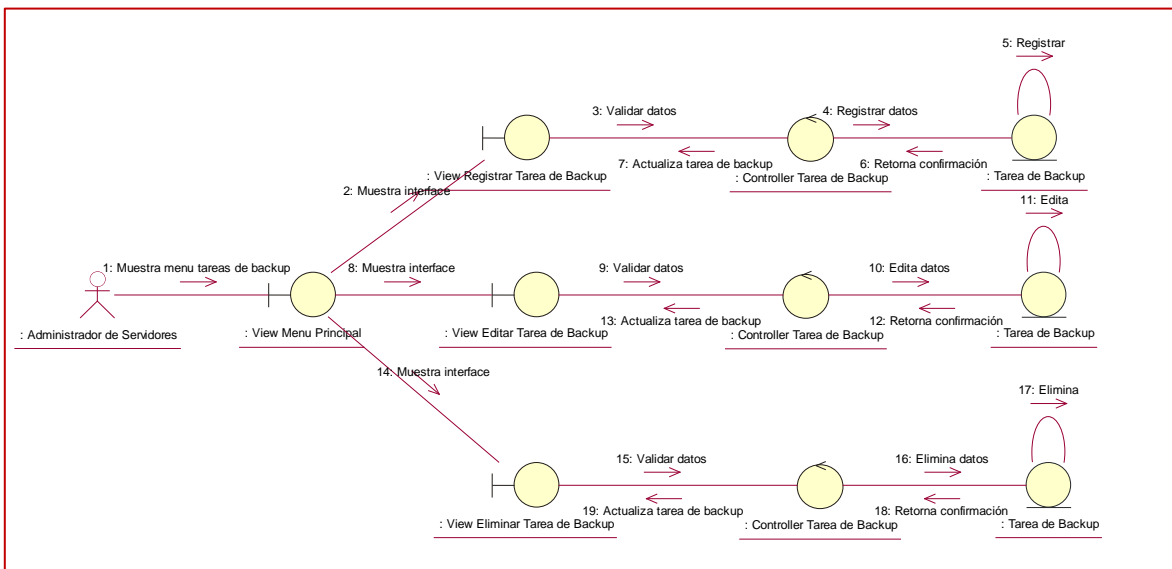 5: Registrar
3: Validar datos
4: Registrar datos
7: Actualiza tarea de backup
6: Retorna confirmación
: View Registrar Tarea de Backup
: Controller Tarea de Backup
: Tarea de Backup
2: Muestra interface
11: Edita
1: Muestra menu tareas de backup
8: Muestra interface
9: Validar datos
10: Edita datos
13: Actualiza tarea de backup
12: Retorna confirmación
: Administrador de Servidores
: View Menu Principal
: View Editar Tarea de Backup
: Controller Tarea de Backup
: Tarea de Backup
14: Muestra interface
17: Elimina
15: Validar datos
16: Elimina datos
19: Actualiza tarea de backup
18: Retorna confirmación
: View Eliminar Tarea de Backup
: Controller Tarea de Backup
: Tarea de Backup